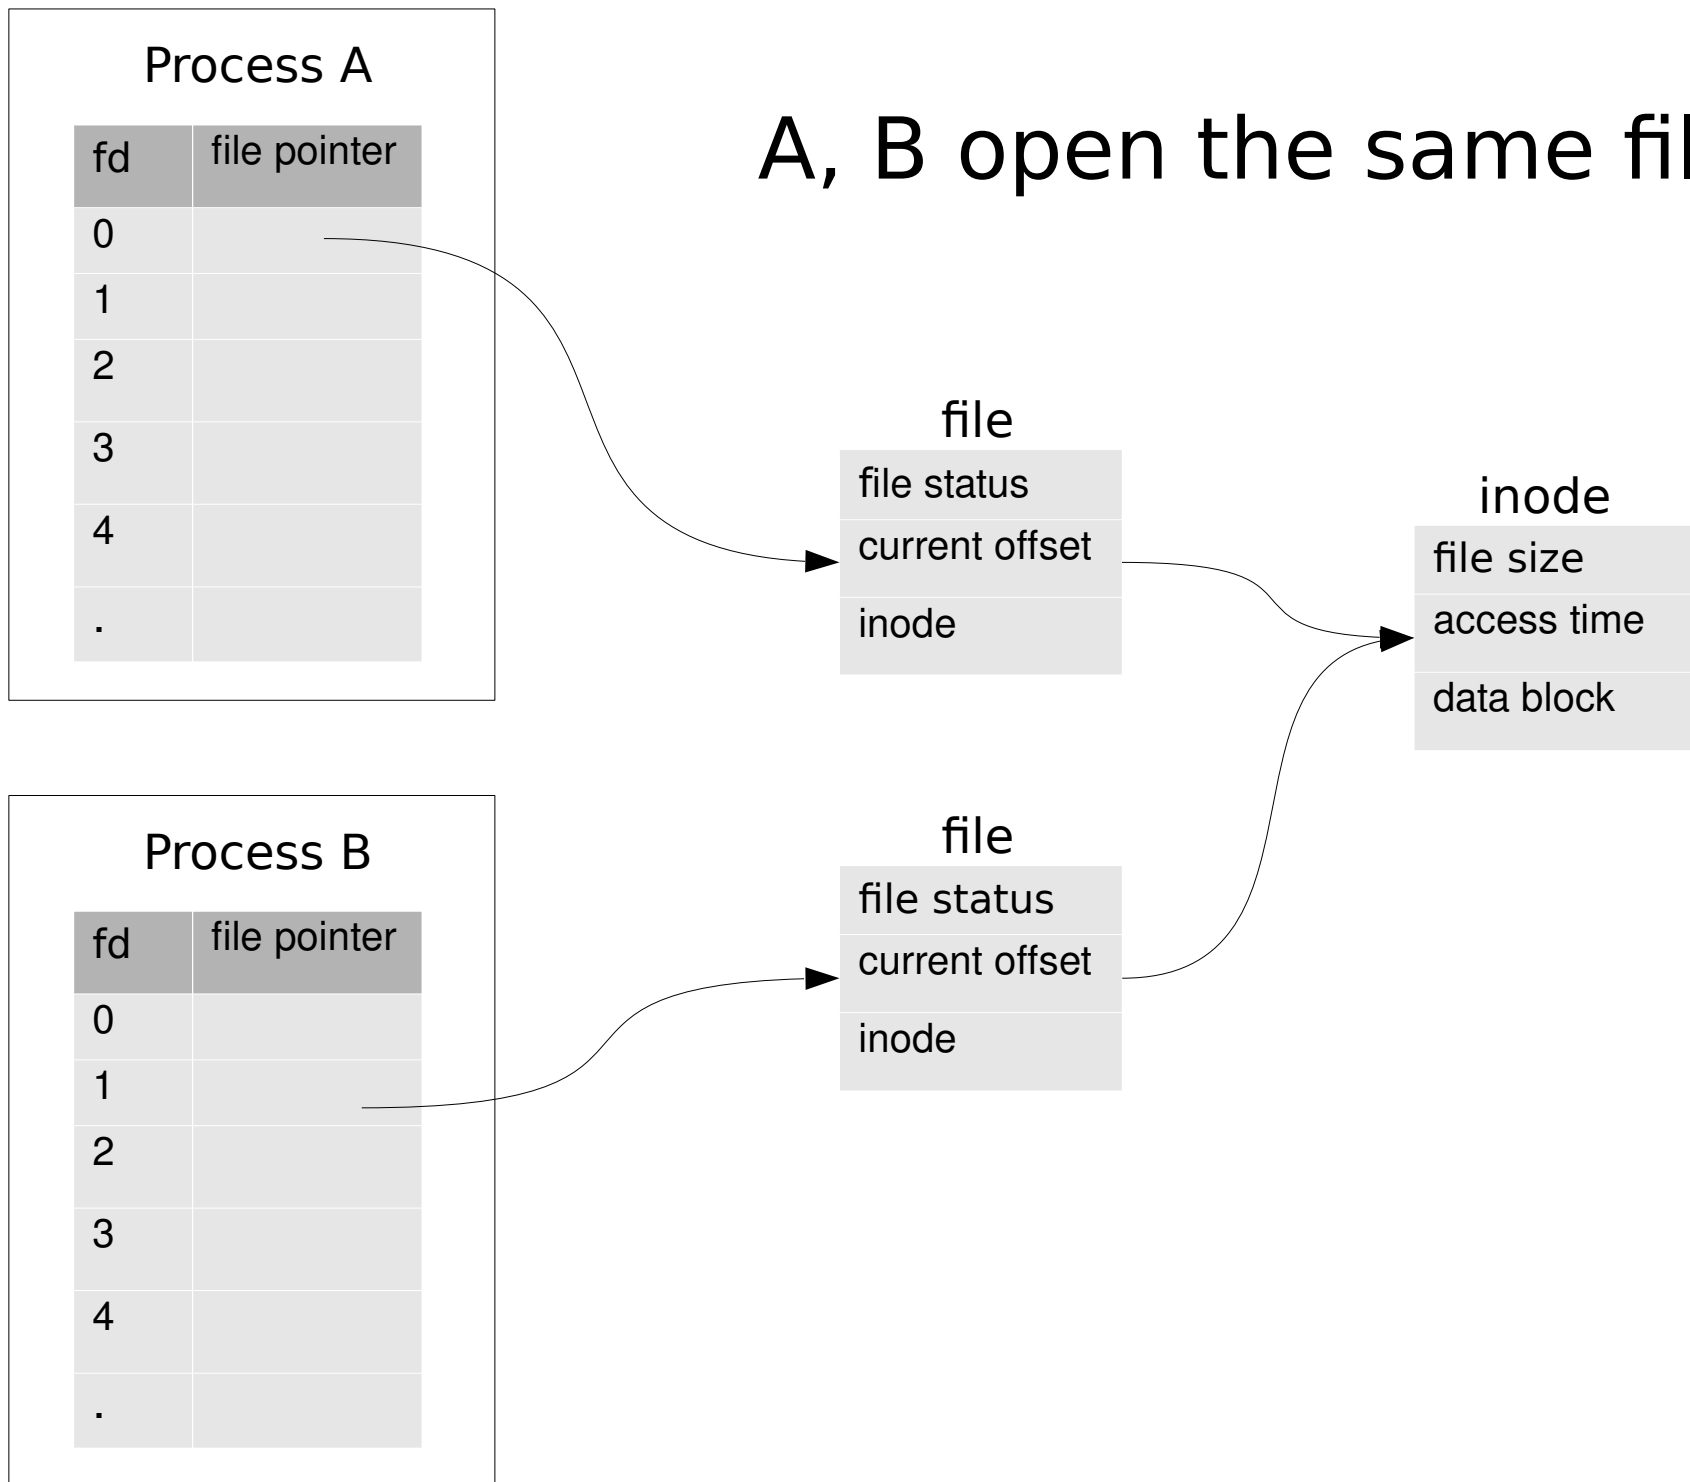 Process A
fd file pointer
0
1
2
3
4
.
A, B open the same fil
file
file status
current offset
inode
inode
file size
access time
data block
Process B
fd file pointer
0
1
2
3
4
.
file
file status
current offset
inode